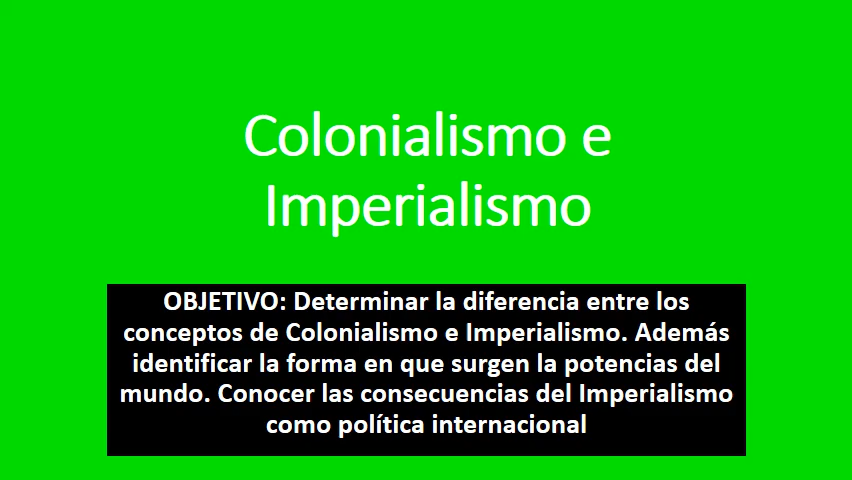 Colonialismo e
Imperialismo
OBJETIVO: Determinar la diferencia entre los
conceptos de Colonialismo e Imperialismo. Además
identificar la forma en que surgen la potencias del
mundo. Conocer las consecuencias del Imperialismo
como política internacional